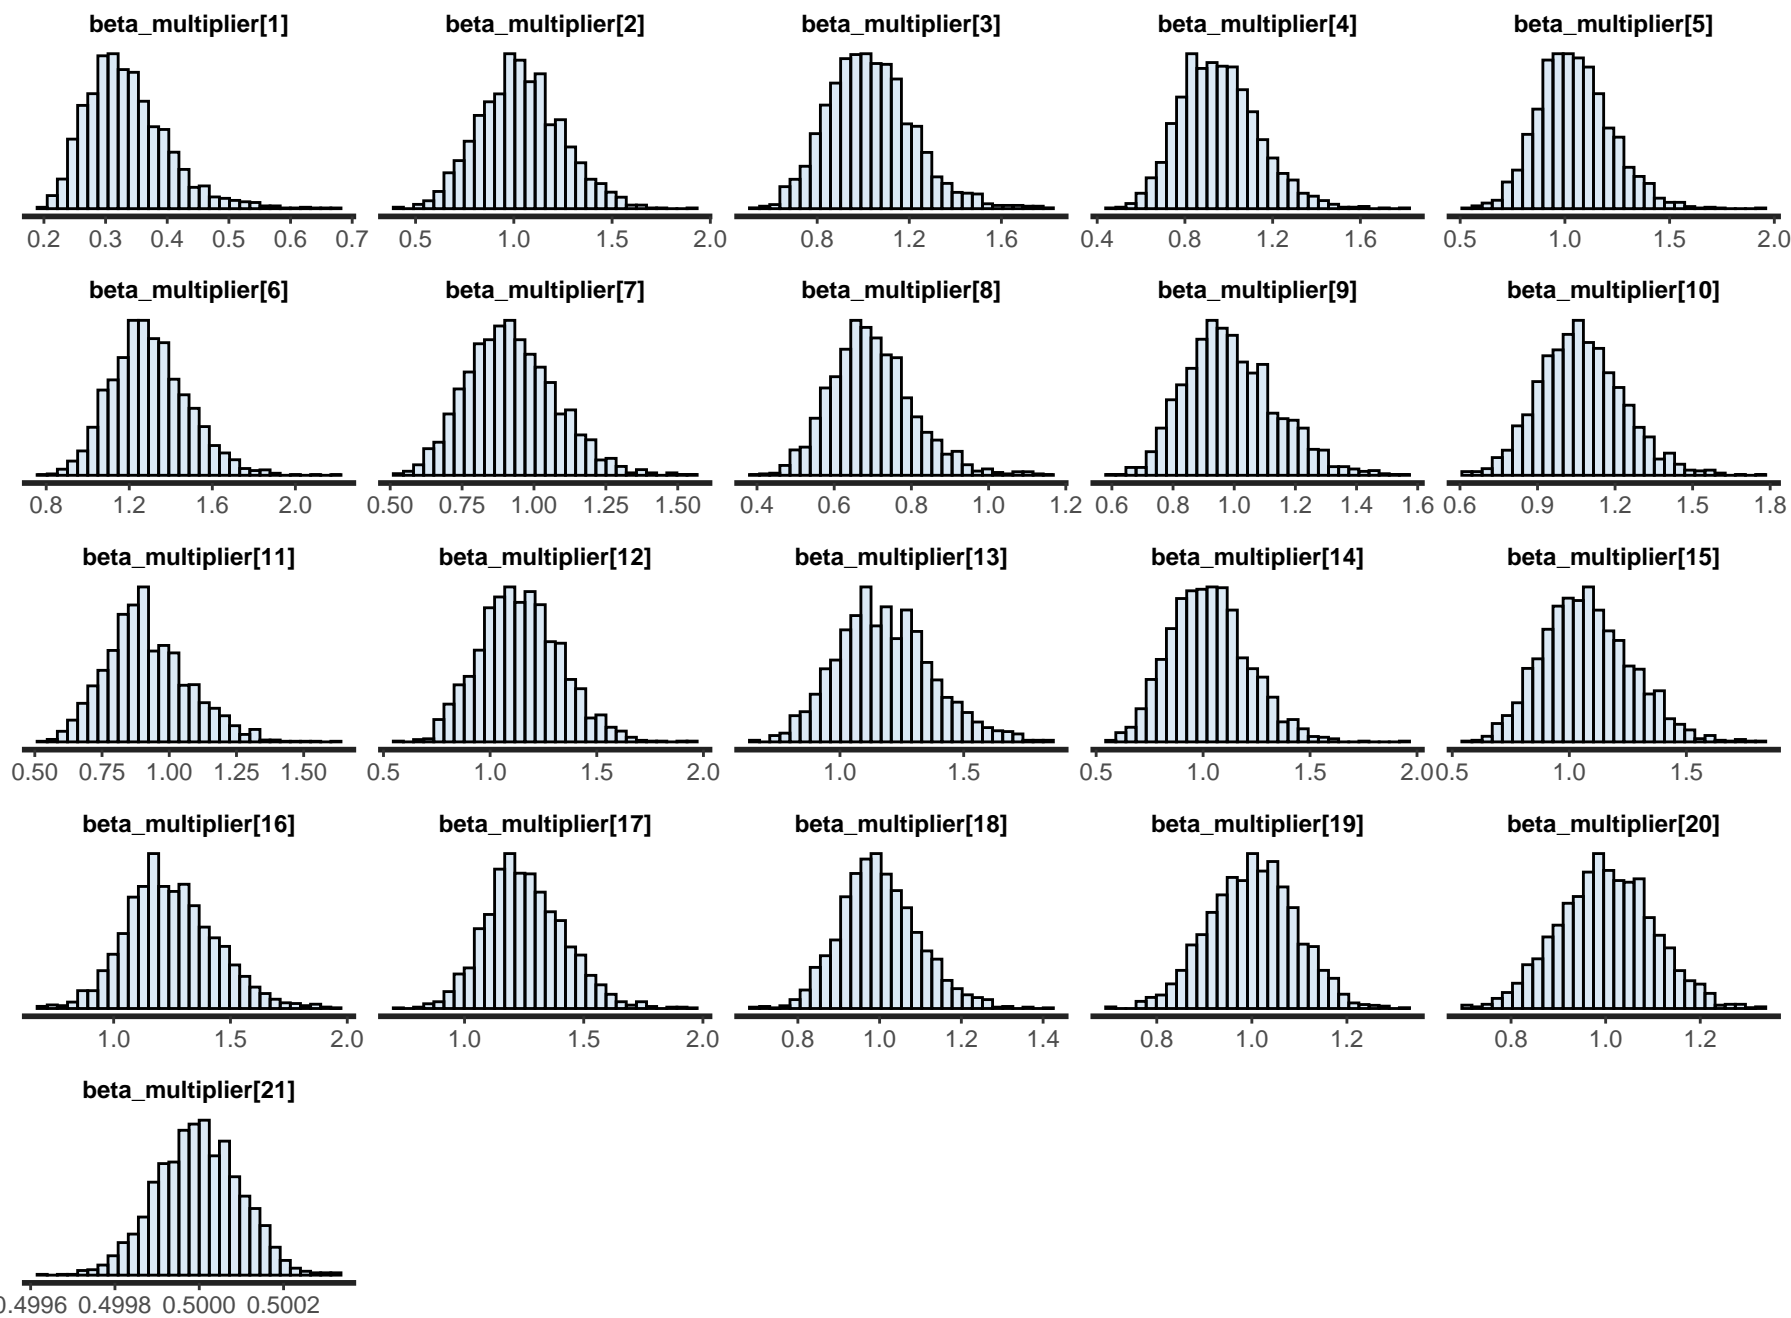 beta_multiplier[1] beta_multiplier[2] beta_multiplier[3] beta_multiplier[4] beta_multiplier[5]
0.2 0.3 0.4 0.5 0.6 0.7 0.5 1.0 1.5 2.0 0.8 1.2 1.6 0.4 0.8 1.2 1.6 0.5 1.0 1.5 2.0
beta_multiplier[6] beta_multiplier[7] beta_multiplier[8] beta_multiplier[9] beta_multiplier[10]
0.8 1.2 1.6 2.0 0.50 0.75 1.00 1.25 1.50 0.4 0.6 0.8 1.0 1.2 0.6 0.8 1.0 1.2 1.4 1.6 0.6 0.9 1.2 1.5 1.8
beta_multiplier[11] beta_multiplier[12] beta_multiplier[13] beta_multiplier[14] beta_multiplier[15]
0.50 0.75 1.00 1.25 1.50 0.5 1.0 1.5 2.0 1.0 1.5 0.5 1.0 1.5 2.0 0.5 1.0 1.5
beta_multiplier[16] beta_multiplier[17] beta_multiplier[18] beta_multiplier[19] beta_multiplier[20]
1.0 1.5 2.0 1.0 1.5 2.0 0.8 1.0 1.2 1.4 0.8 1.0 1.2 0.8 1.0 1.2
beta_multiplier[21]
0.4996 0.4998 0.5000 0.5002